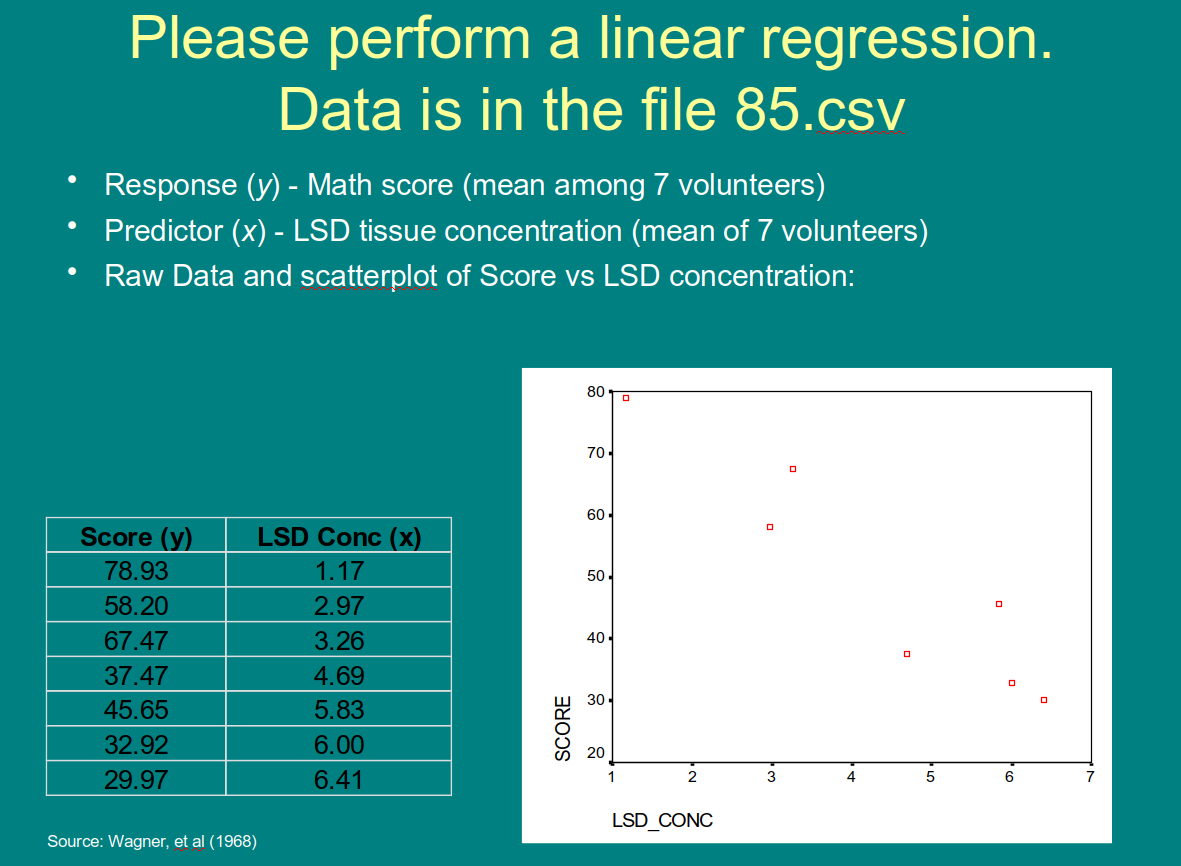 Please perform a linear regression.
Data is in the file 85.csv
• Response (y) - Math score (mean among 7 volunteers)
• Predictor (x) - LSD tissue concentration (mean of 7 volunteers)
• Raw Data and scatterplot of Score vs LSD concentration:
Score (y) LSD Conc (x)
78.93 1.17
58.20 2.97
67.47 3.26
37.47 4.69
45.65 5.83
32.92 6.00
29.97 6.41
80
70
60
50
40
30
20
SCORE
1 2 3 4 5 6 7
LSD_CONC
Source: Wagner, et al (1968)